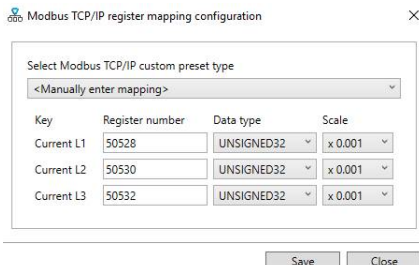 Modbus TCP/IP register mapping configuration
Select Modbus TCP/IP custom preset type
<Manually enter mapping>
Key Register number Data type Scale
Current L1 50528 UNSIGNED32 x 0.001
Current L2 50530 UNSIGNED32 x 0.001
Current L3 50532 UNSIGNED32 x 0.001
Save Close